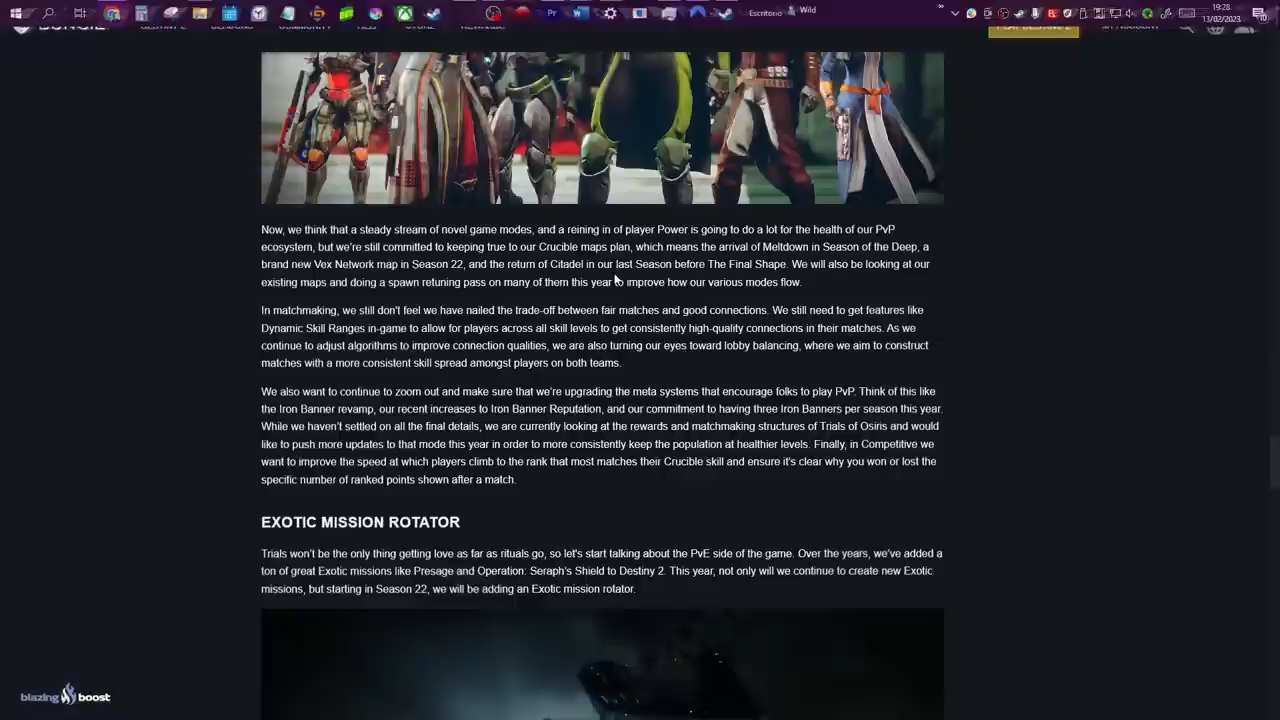 Escritorio
Wild
19:28
13/02/2023
Now, we think that a steady stream of novel game modes, and a reining in of player Power is going to do a lot for the health of our PvP
ecosystem, but we're still committed to keeping true to our Crucible maps plan, which means the arrival of Meltdown in Season of the Deep, a
brand new Vex Network map in Season 22, and the return of Citadel in our last Season before The Final Shape. We will also be looking at our
existing maps and doing a spawn retuning pass on many of them this year to improve how our various modes flow.
In matchmaking, we still don't feel we have nailed the trade-off between fair matches and good connections. We still need to get features like
Dynamic Skill Ranges in-game to allow for players across all skill levels to get consistently high-quality connections in their matches. As we
continue to adjust algorithms to improve connection qualities, we are also turning our eyes toward lobby balancing, where we aim to construct
matches with a more consistent skill spread amongst players on both teams.
We also want to continue to zoom out and make sure that we're upgrading the meta systems that encourage folks to play PvP. Think of this like
the Iron Banner revamp, our recent increases to Iron Banner Reputation, and our commitment to having three Iron Banners per season this year.
While we haven't settled on all the final details, we are currently looking at the rewards and matchmaking structures of Trials of Osiris and would
like to push more updates to that mode this year in order to more consistently keep the population at healthier levels. Finally, in Competitive we
want to improve the speed at which players climb to the rank that most matches their Crucible skill and ensure it's clear why you won or lost the
specific number of ranked points shown after a match.
EXOTIC MISSION ROTATOR
Trials won't be the only thing getting love as far as rituals go, so let's start talking about the PvE side of the game. Over the years, we've added a
ton of great Exotic missions like Presage and Operation: Seraph's Shield to Destiny 2. This year, not only will we continue to create new Exotic
missions, but starting in Season 22, we will be adding an Exotic mission rotator.
blazing boost